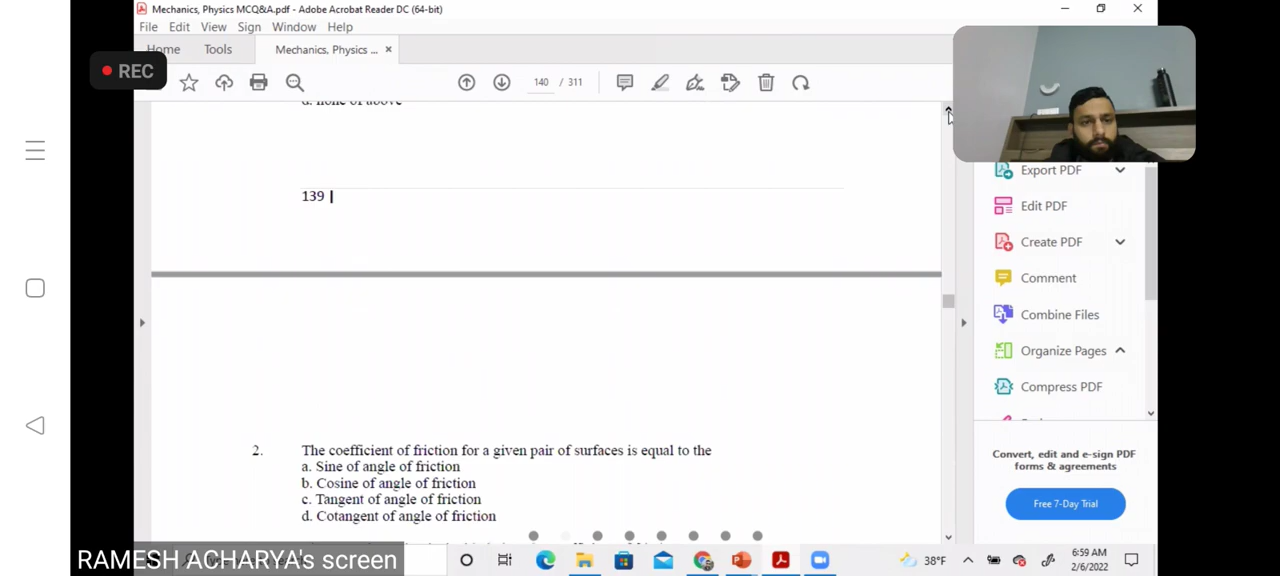 Mechanics, Physics MCQ&A.pdf - Adobe Acrobat Reader DC (64-bit)
File Edit View Sign Window Help
Home Tools Mechanics, Physics ... ×
REC
140 / 311
d. none of above
139 |
2. The coefficient of friction for a given pair of surfaces is equal to the
a. Sine of angle of friction
b. Cosine of angle of friction
c. Tangent of angle of friction
d. Cotangent of angle of friction
Export PDF
Edit PDF
Create PDF
Comment
Combine Files
Organize Pages
Compress PDF
Convert, edit and e-sign PDF
forms & agreements
Free 7-Day Trial
RAMESH ACHARYA's screen
38°F
6:59 AM
2/6/2022